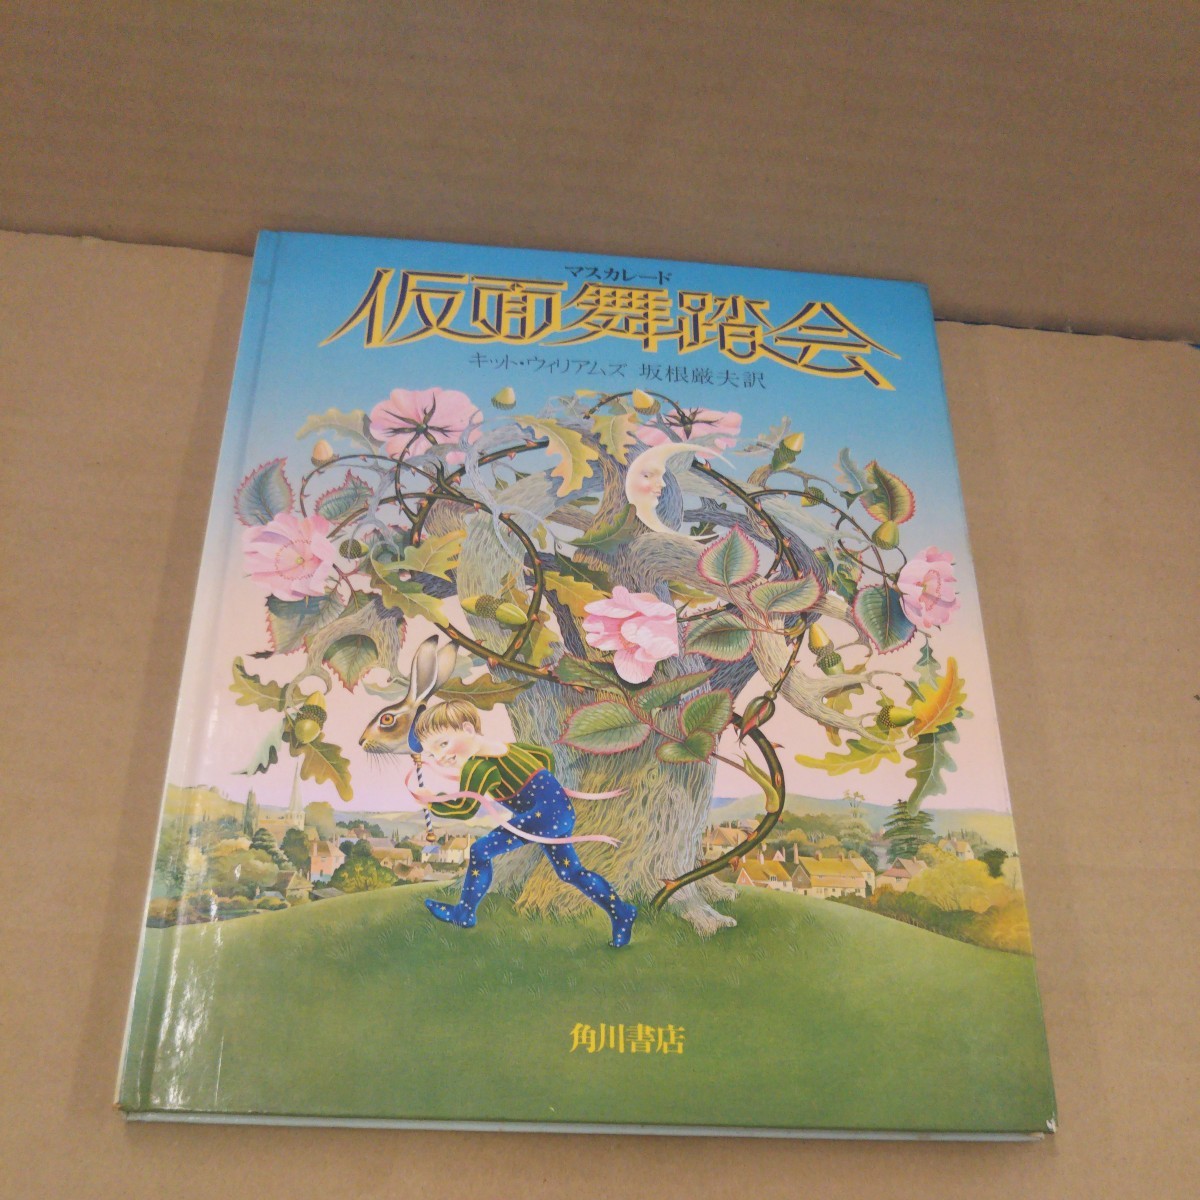 マスカレード
仮面舞踏会
キット・ウィリアムズ 坂根厳夫訳
角川書店